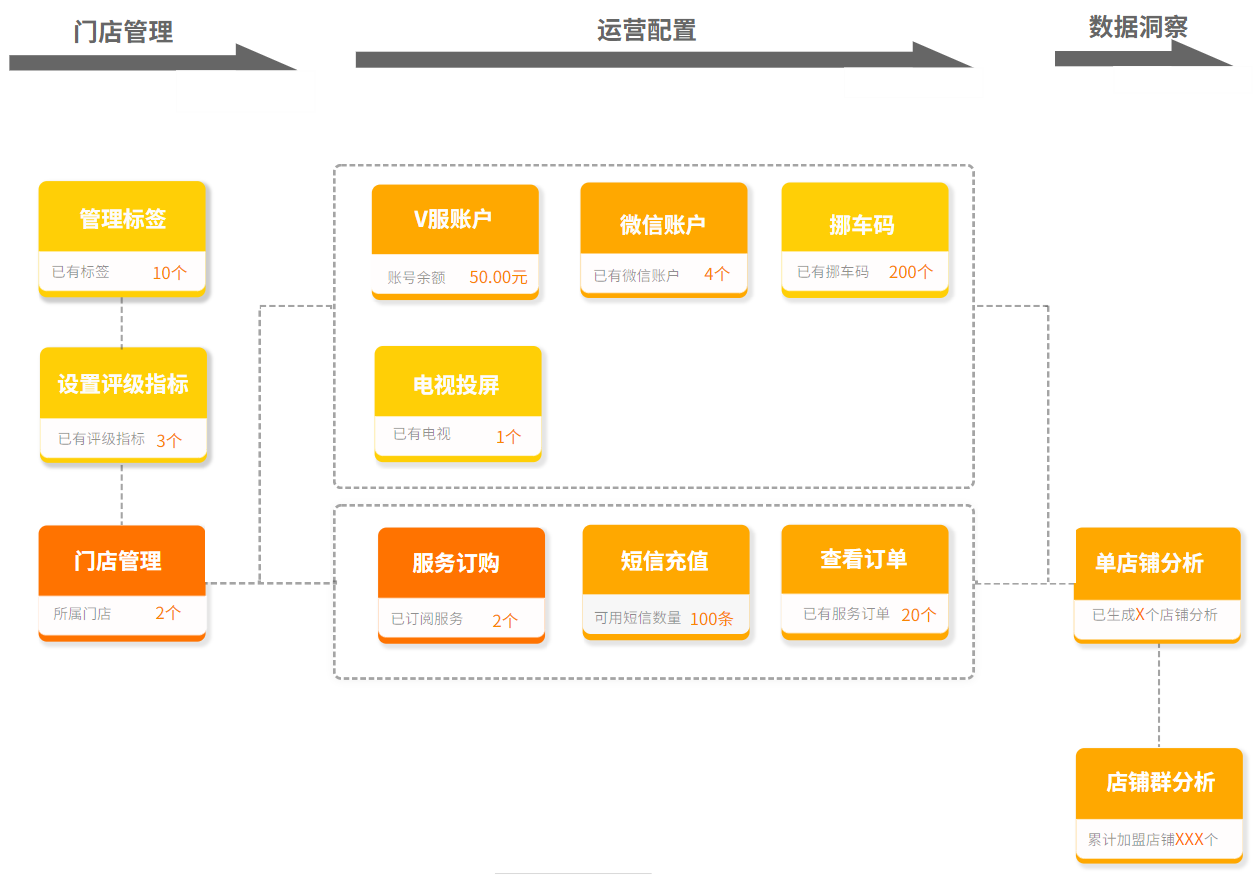 门店管理
运营配置
数据洞察
管理标签
已有标签 10个
设置评级指标
已有评级指标 3个
门店管理
所属门店 2个
V服账户
账号余额 50.00元
微信账户
已有微信账户 4个
挪车码
已有挪车码 200个
电视投屏
已有电视 1个
服务订购
已订阅服务 2个
短信充值
可用短信数量 100条
查看订单
已有服务订单 20个
单店铺分析
已生成X个店铺分析
店铺群分析
累计加盟店铺XXX个